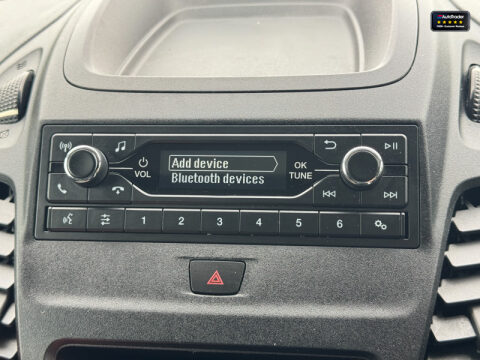 AutoTrader
Add device
Bluetooth devices
VOL
OK
TUNE
1 2 3 4 5 6